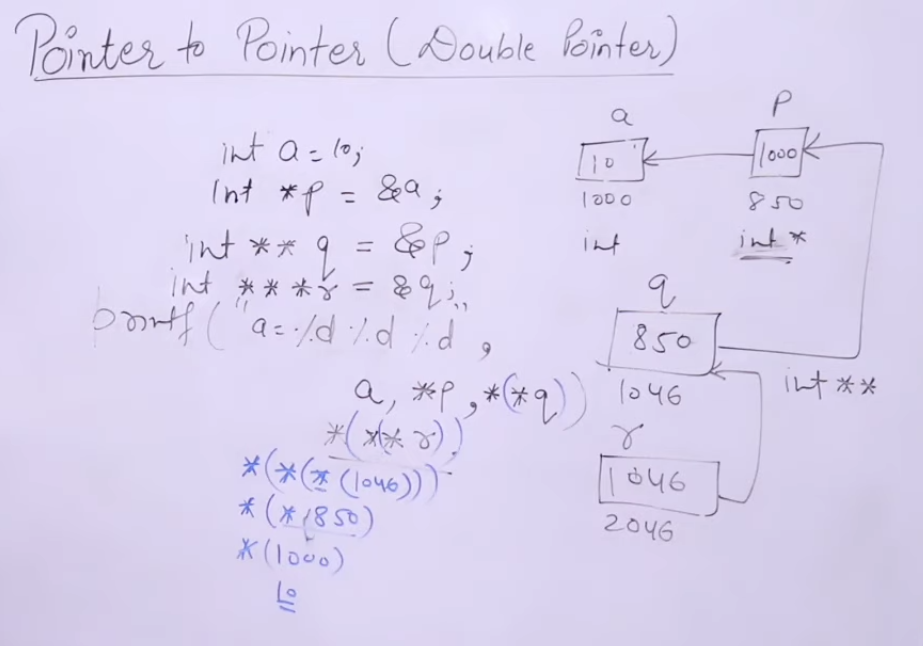 Pointer to Pointer (Double Pointer)
int a = 10;
int *p = &a;
int ** q = &p;
int ***r = &q;
printf("a=%d %d %d",
a, *p, *(*q))
*(*(* r))
*(*(*(1046)))
*(*850)
*(1000)
10
a
10
1000
int
p
1000
850
int *
q
850
1046
int **
r
1046
2046